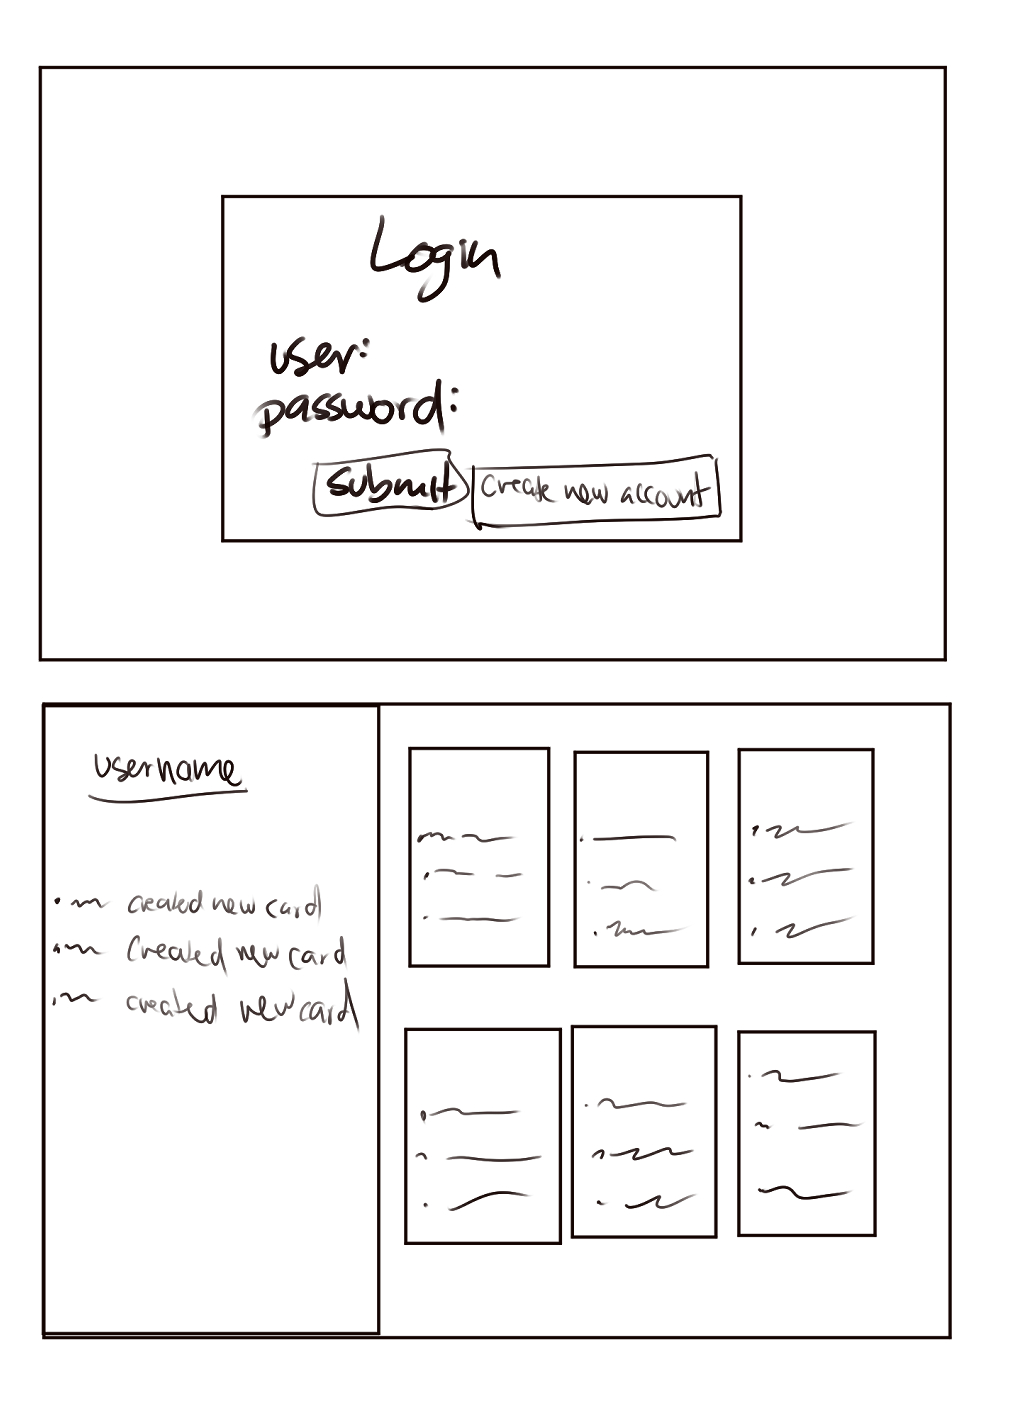 Login
user:
password:
Submit
Create new account
username
created new card
Created new card
created new card